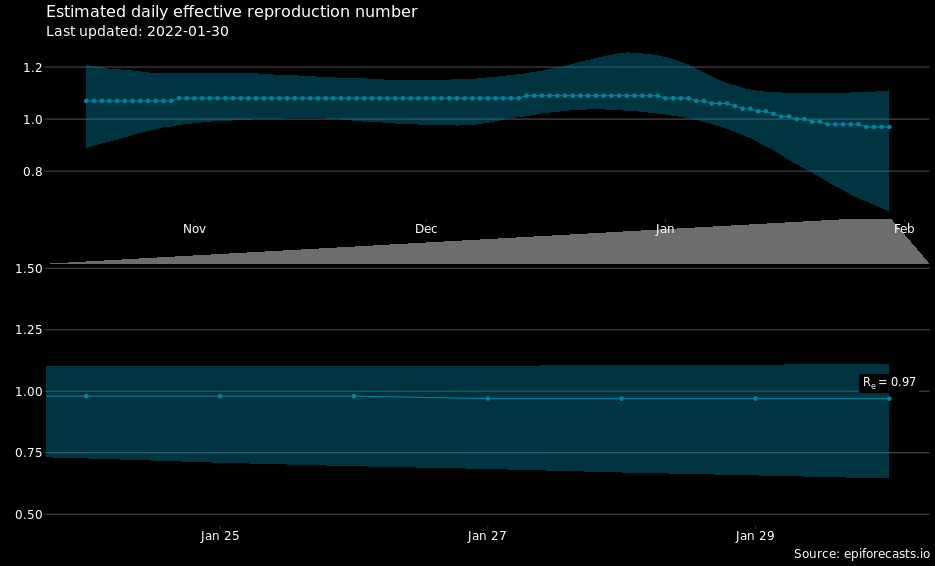 Estimated daily effective reproduction number
Last updated: 2022-01-30
1.2
1.0
0.8
Nov Dec Jan Feb
1.50
1.25
1.00
0.75
0.50
Re = 0.97
Jan 25 Jan 27 Jan 29
Source: epiforecasts.io